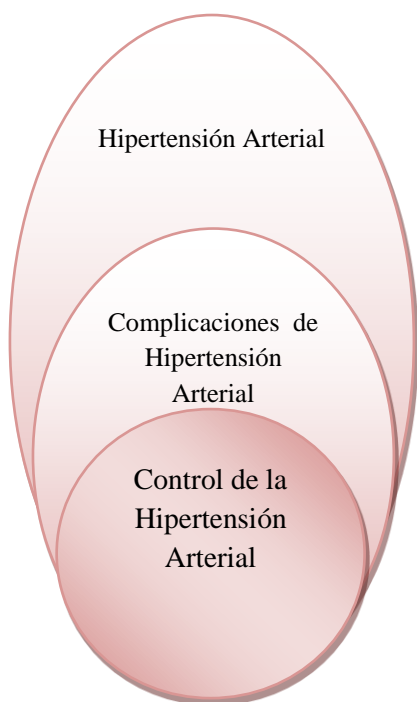 Hipertensión Arterial
Complicaciones de
Hipertensión
Arterial
Control de la
Hipertensión
Arterial